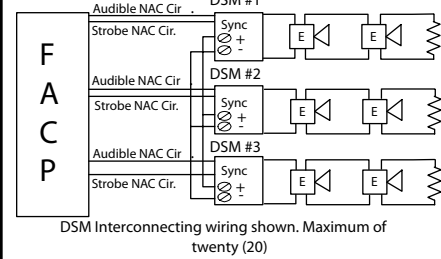 DSM #1
Audible NAC Cir .
Strobe NAC Cir.
Sync
+
-
E
E
FACP
DSM #2
Audible NAC Cir .
Strobe NAC Cir.
Sync
+
-
E
E
DSM #3
Audible NAC Cir .
Strobe NAC Cir.
Sync
+
-
E
E
DSM Interconnecting wiring shown. Maximum of
twenty (20)